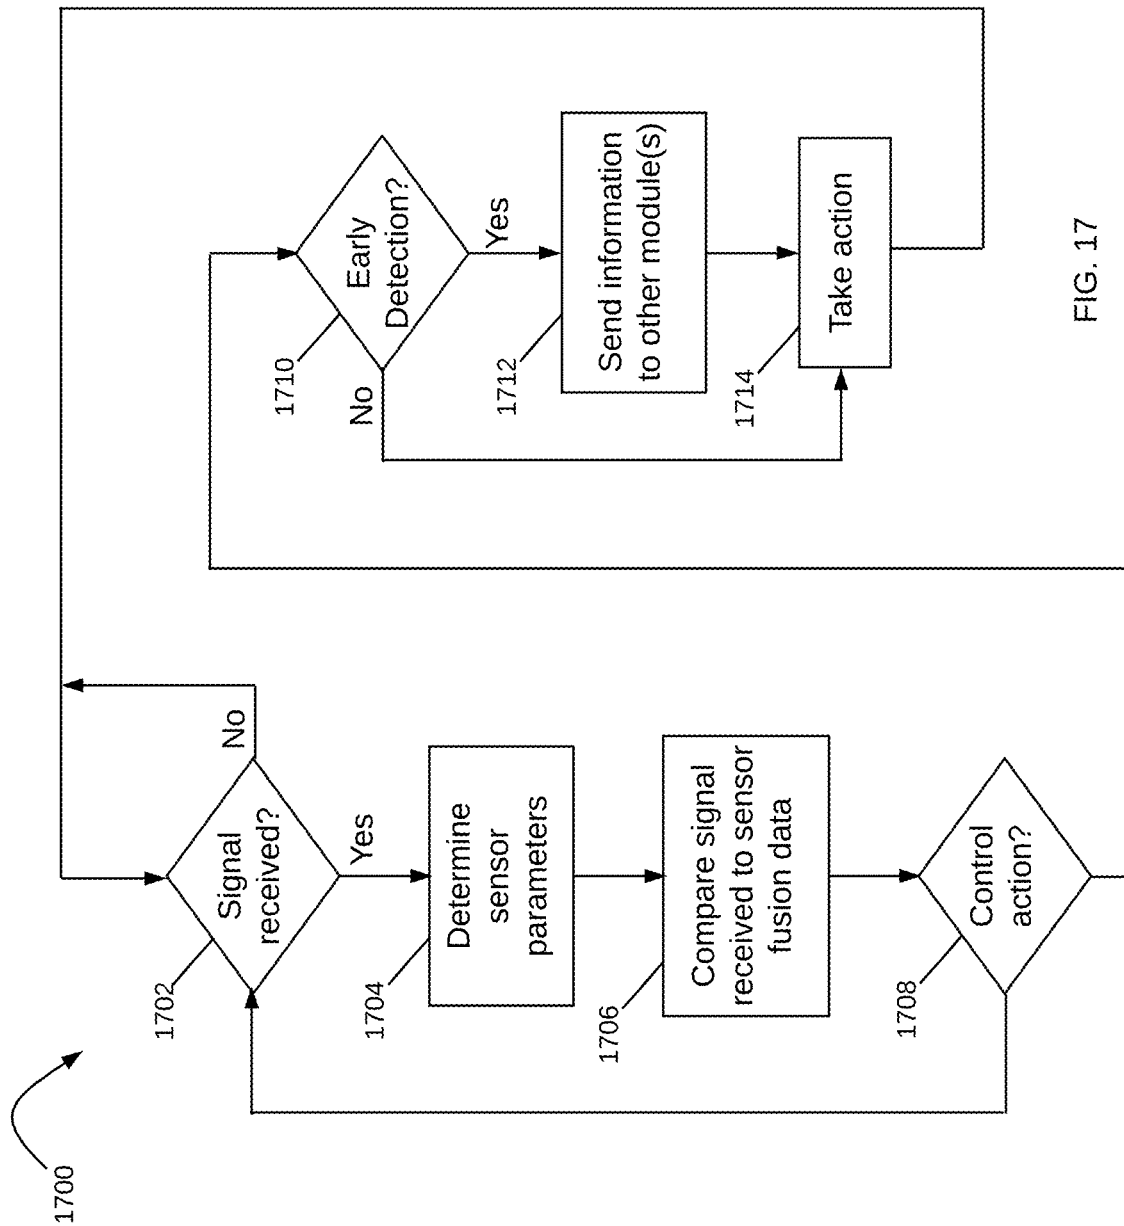 1700
1702
Signal
received?
No
Yes
1704
Determine
sensor
parameters
1706
Compare signal
received to sensor
fusion data
1708
Control
action?
1710
Early
Detection?
No
Yes
1712
Send information
to other module(s)
1714
Take action
FIG. 17